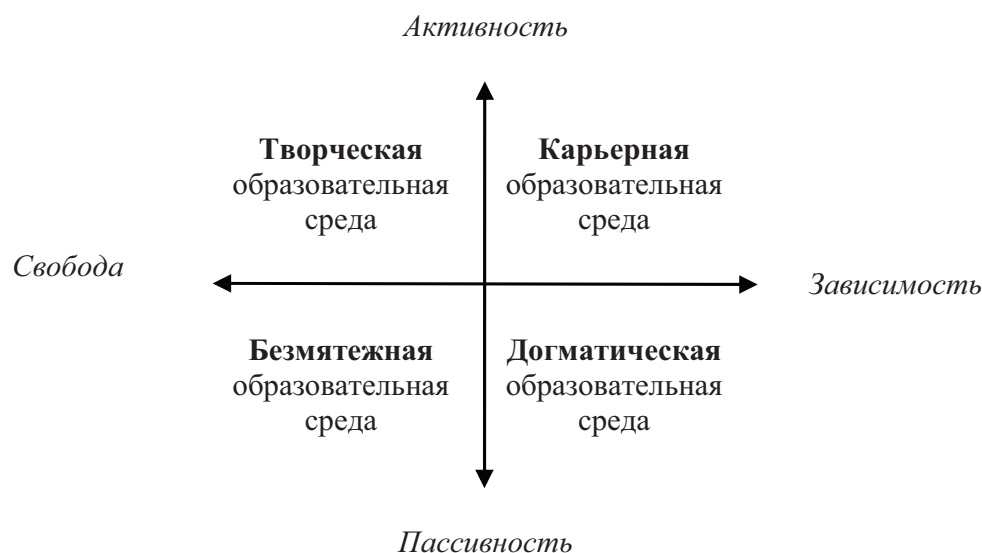 Активность
Творческая
образовательная
среда
Карьерная
образовательная
среда
Свобода
Зависимость
Безмятежная
образовательная
среда
Догматическая
образовательная
среда
Пассивность